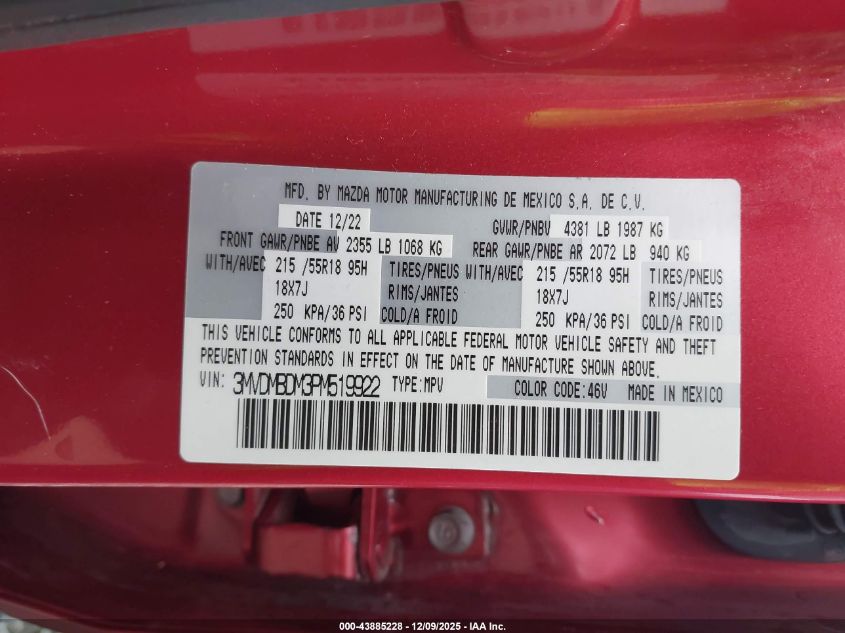 MFD. BY MAZDA MOTOR MANUFACTURING DE MEXICO S.A. DE C.V.
DATE 12/22 GVWR/PNBV 4381 LB 1987 KG
FRONT GAWR/PNBE AV 2355 LB 1068 KG REAR GAWR/PNBE AR 2072 LB 940 KG
WITH/AVEC 215 /55R18 95H TIRES/PNEUS WITH/AVEC 215 /55R18 95H TIRES/PNEUS
18X7J RIMS/JANTES 18X7J RIMS/JANTES
250 KPA/36 PSI COLD/A FROID 250 KPA/36 PSI COLD/A FROID
THIS VEHICLE CONFORMS TO ALL APPLICABLE FEDERAL MOTOR VEHICLE SAFETY AND THEFT
PREVENTION STANDARDS IN EFFECT ON THE DATE OF MANUFACTURE SHOWN ABOVE.
VIN: 3MVDMBDM3PM519922 TYPE:MPV COLOR CODE:46V MADE IN MEXICO
000-43885228 - 12/09/2025 - IAA Inc.